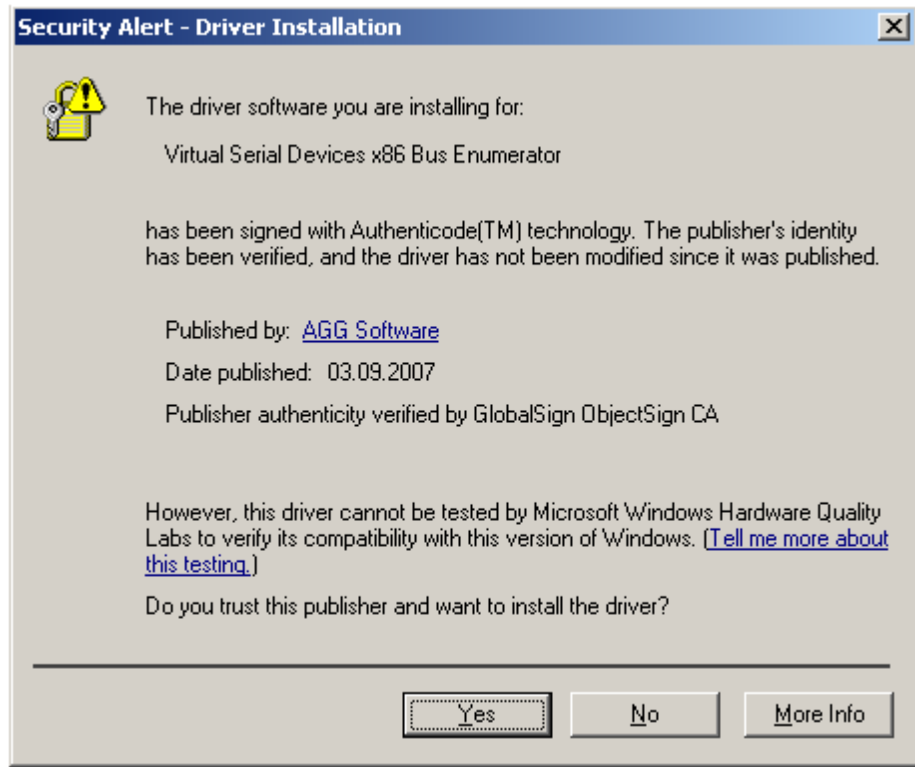 Security Alert - Driver Installation
The driver software you are installing for:
Virtual Serial Devices x86 Bus Enumerator
has been signed with Authenticode(TM) technology. The publisher's identity
has been verified, and the driver has not been modified since it was published.
Published by: AGG Software
Date published: 03.09.2007
Publisher authenticity verified by GlobalSign ObjectSign CA
However, this driver cannot be tested by Microsoft Windows Hardware Quality
Labs to verify its compatibility with this version of Windows. (Tell me more about
this testing.)
Do you trust this publisher and want to install the driver?
Yes No More Info